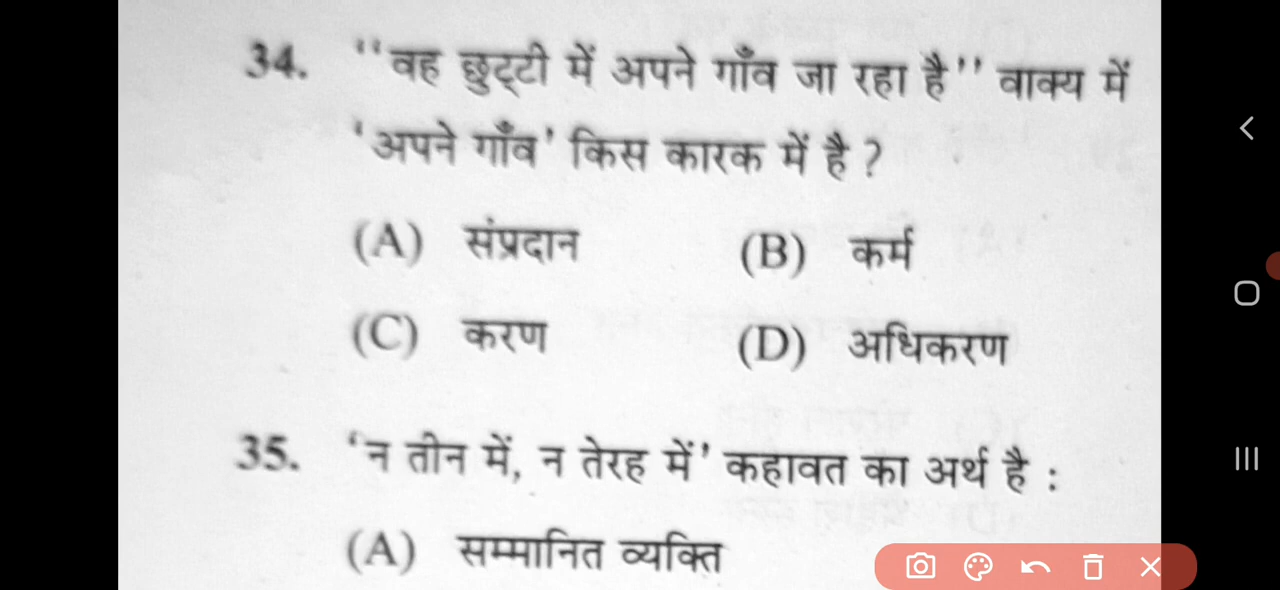 34. ''वह छुट्टी में अपने गाँव जा रहा है'' वाक्य में
'अपने गाँव' किस कारक में है ?
(A) संप्रदान (B) कर्म
(C) करण (D) अधिकरण
35. 'न तीन में, न तेरह में' कहावत का अर्थ है :
(A) सम्मानित व्यक्ति